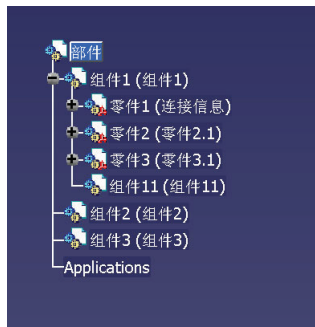 部件
组件1 (组件1)
零件1 (连接信息)
零件2 (零件2.1)
零件3 (零件3.1)
组件11 (组件11)
组件2 (组件2)
组件3 (组件3)
Applications